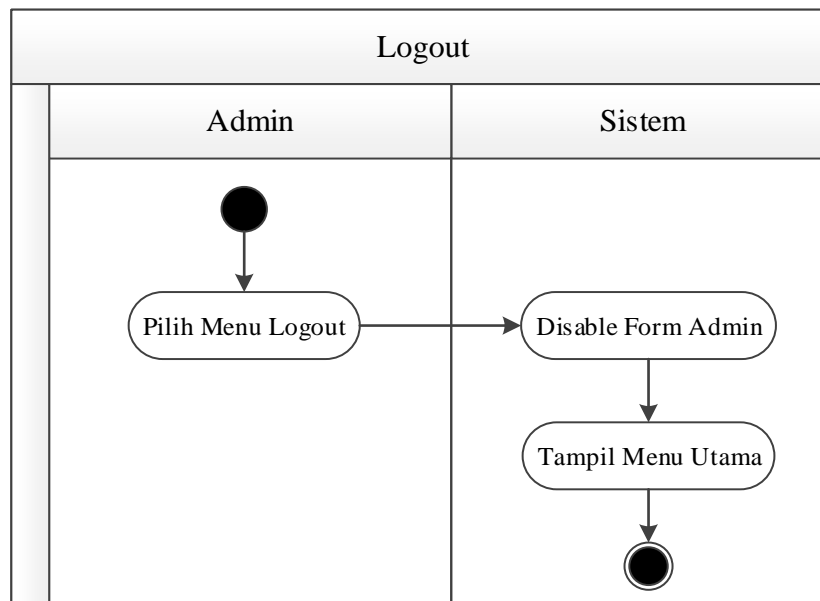 Logout
Admin
Sistem
Pilih Menu Logout
Disable Form Admin
Tampil Menu Utama